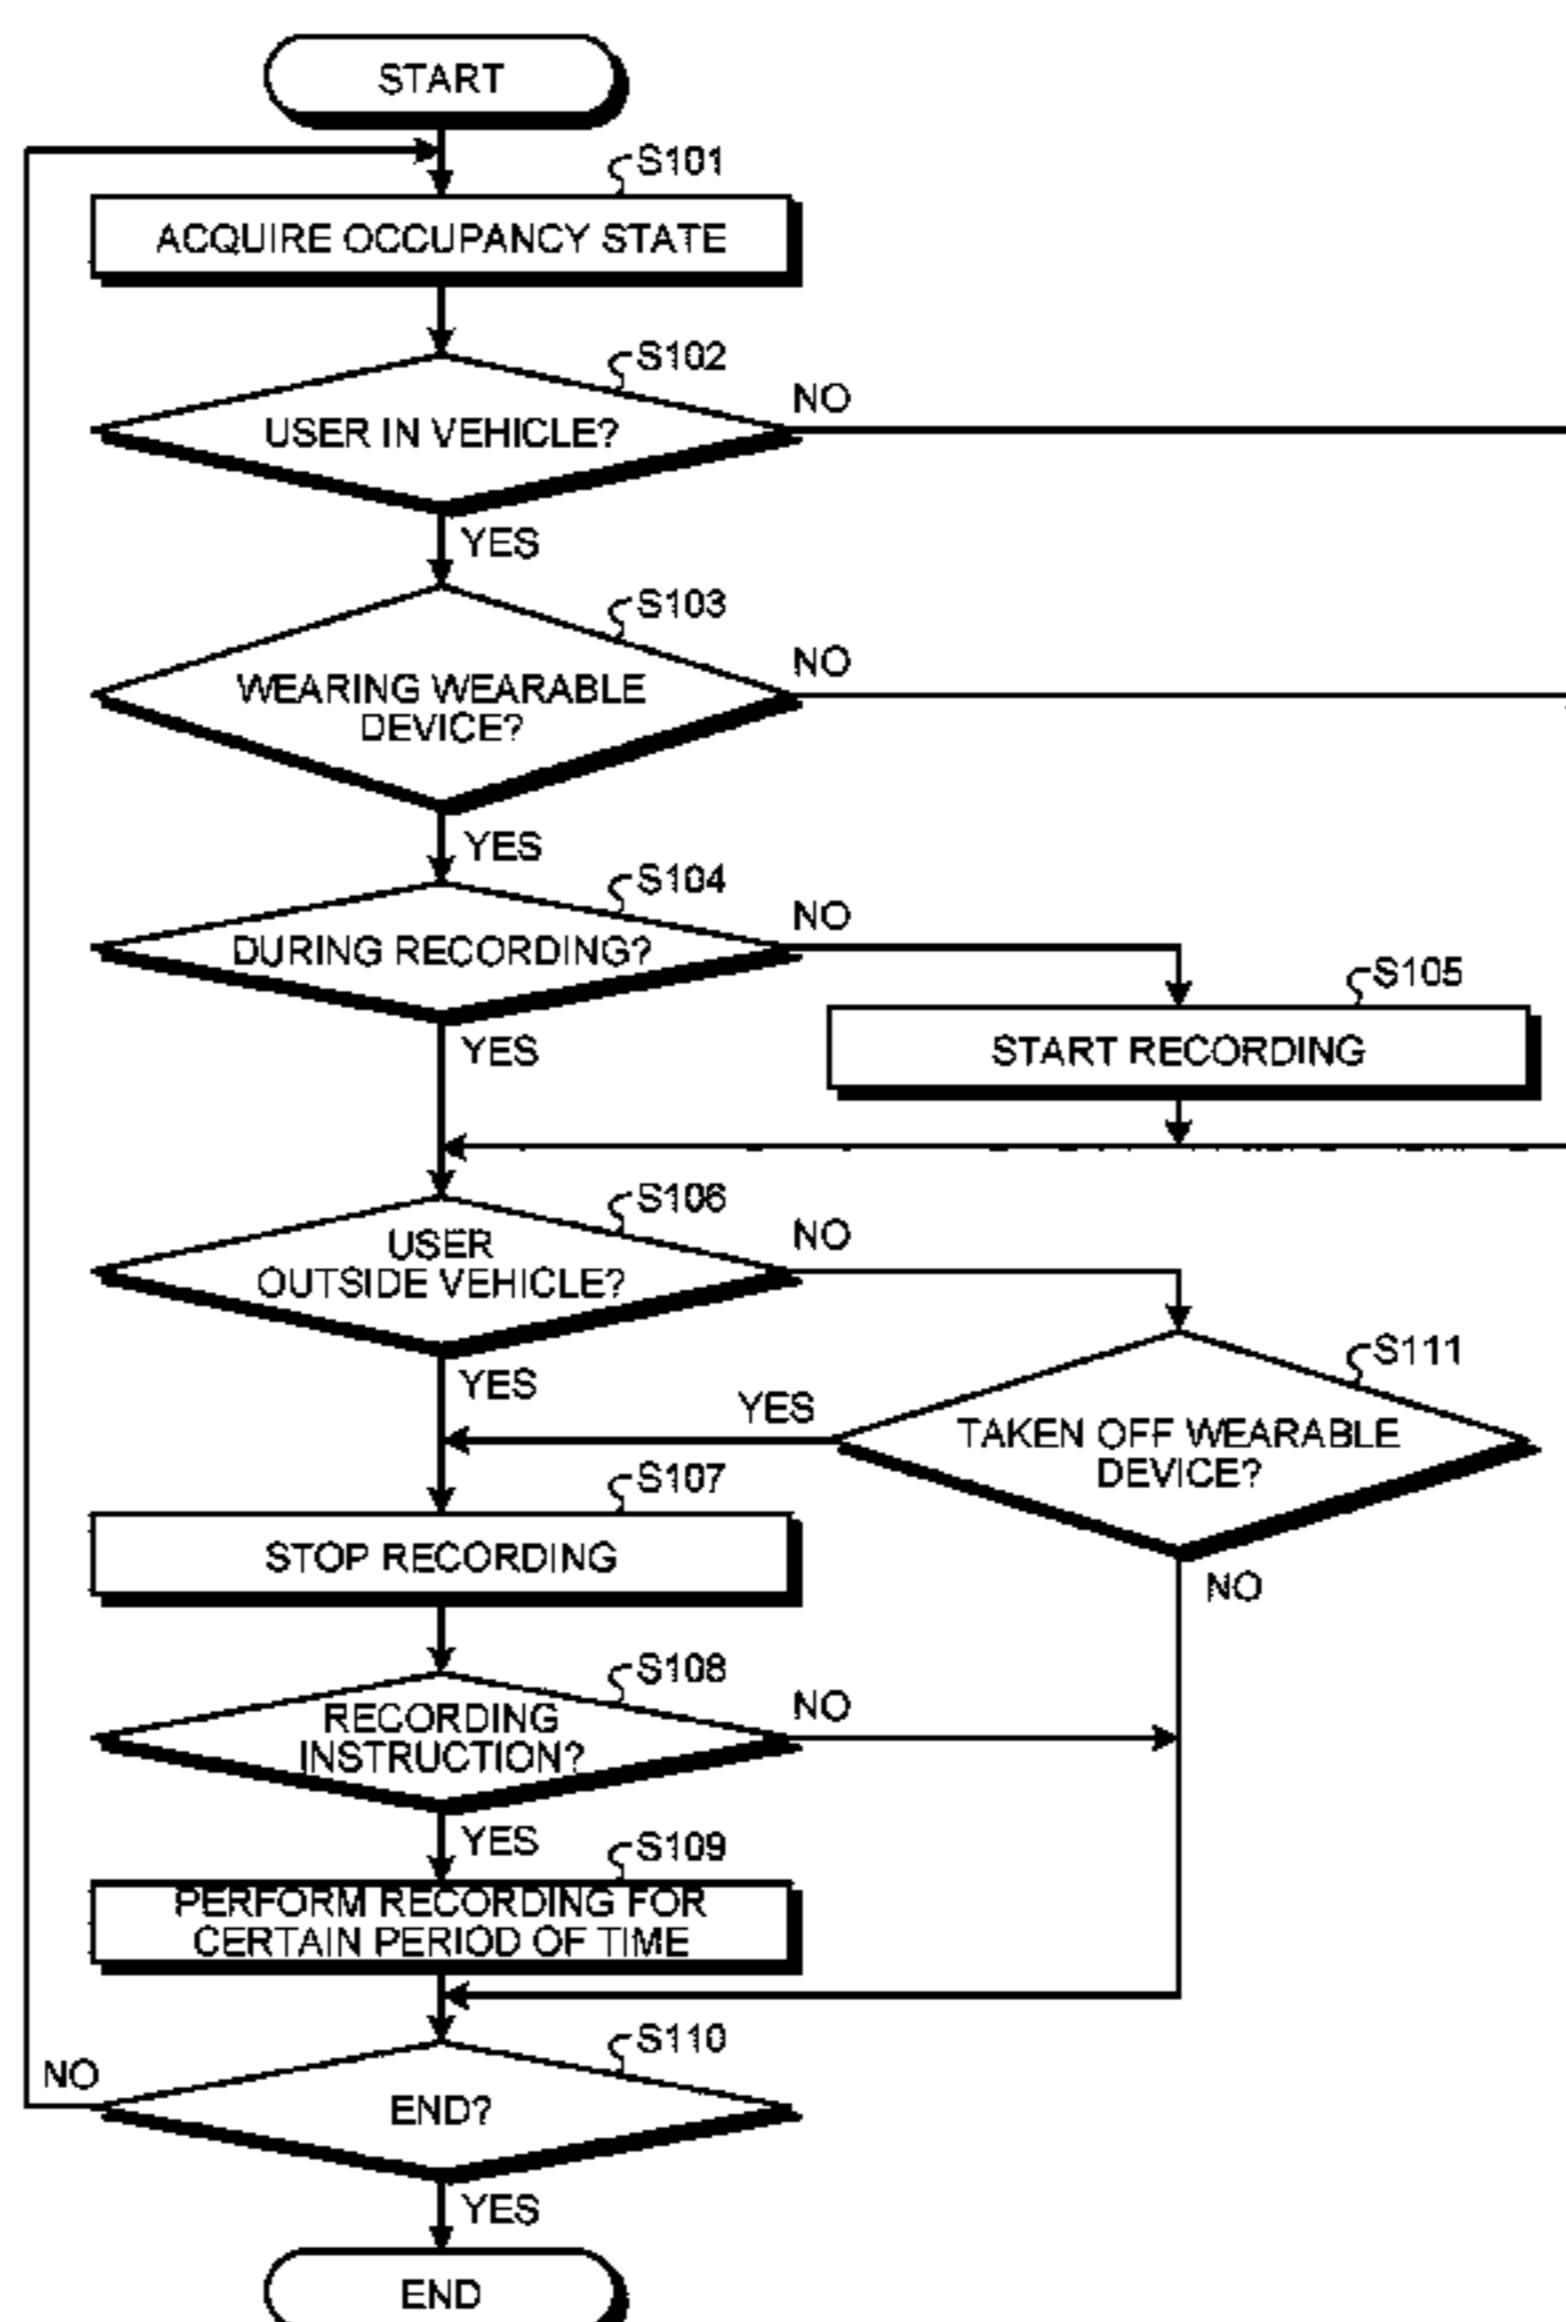 START
S101
ACQUIRE OCCUPANCY STATE
S102
USER IN VEHICLE?
NO
YES
S103
WEARING WEARABLE
DEVICE?
NO
YES
S104
DURING RECORDING?
NO
YES
S105
START RECORDING
S106
USER
OUTSIDE VEHICLE?
NO
YES
S111
TAKEN OFF WEARABLE
DEVICE?
YES
NO
S107
STOP RECORDING
S108
RECORDING
INSTRUCTION?
NO
YES
S109
PERFORM RECORDING FOR
CERTAIN PERIOD OF TIME
S110
END?
NO
YES
END